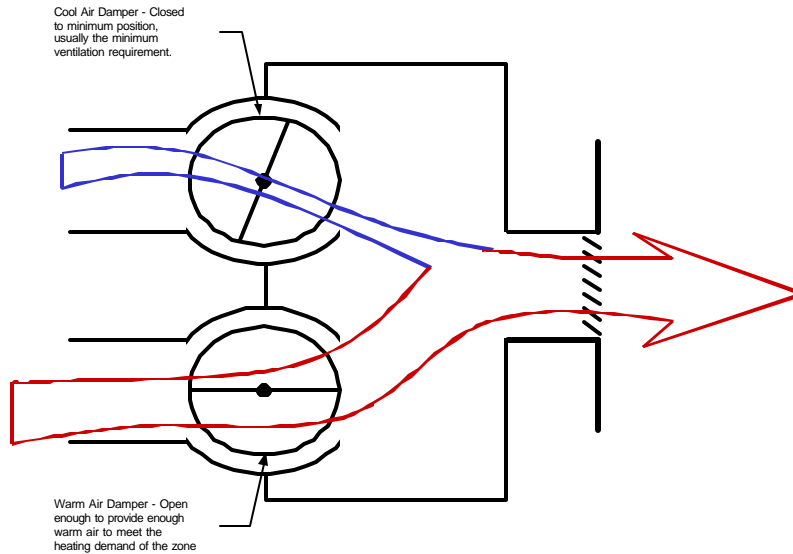 Cool Air Damper - Closed
to minimum position,
usually the minimum
ventilation requirement.
Warm Air Damper - Open
enough to provide enough
warm air to meet the
heating demand of the zone